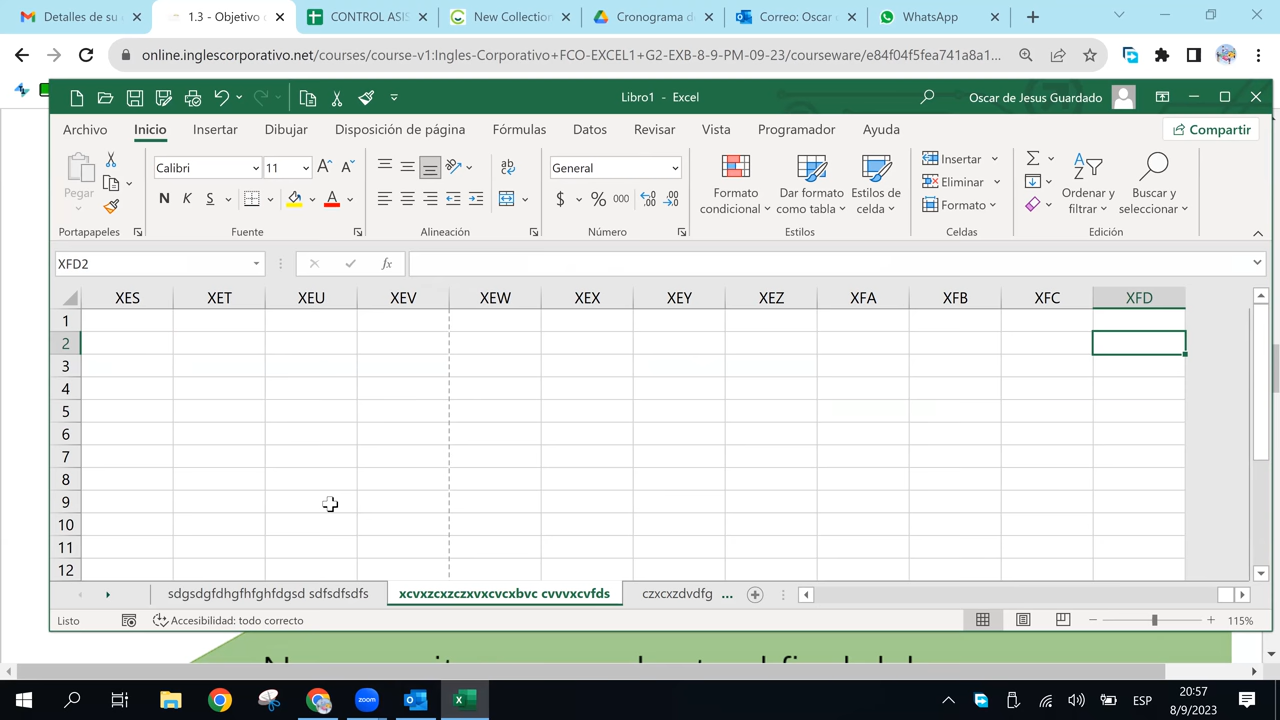 Detalles de su
1.3 - Objetivo
CONTROL ASIS
New Collection
Cronograma d
Correo: Oscar
WhatsApp
online.inglescorporativo.net/courses/course-v1:Ingles-Corporativo+FCO-EXCEL1+G2-EXB-8-9-PM-09-23/courseware/e84f04f5fea741a8a1...
Libro1 - Excel
Oscar de Jesus Guardado
Archivo Inicio Insertar Dibujar Disposición de página Fórmulas Datos Revisar Vista Programador Ayuda Compartir
Pegar
Portapapeles
Calibri 11
N K S
Fuente
Alineación
General
$ % 000
Número
Formato condicional
Dar formato como tabla
Estilos de celda
Estilos
Insertar
Eliminar
Formato
Celdas
Ordenar y filtrar
Buscar y seleccionar
Edición
XFD2
fx
XES XET XEU XEV XEW XEX XEY XEZ XFA XFB XFC XFD
1
2
3
4
5
6
7
8
9
10
11
12
sdgsdgfdhgfhfghfdgsd sdfsdfsdfs
xcvxzcxzczxvxcvcxbvc cvvvxcvfds
czxcxzdvdfg ...
Listo
Accesibilidad: todo correcto
115%
ESP
20:57
8/9/2023